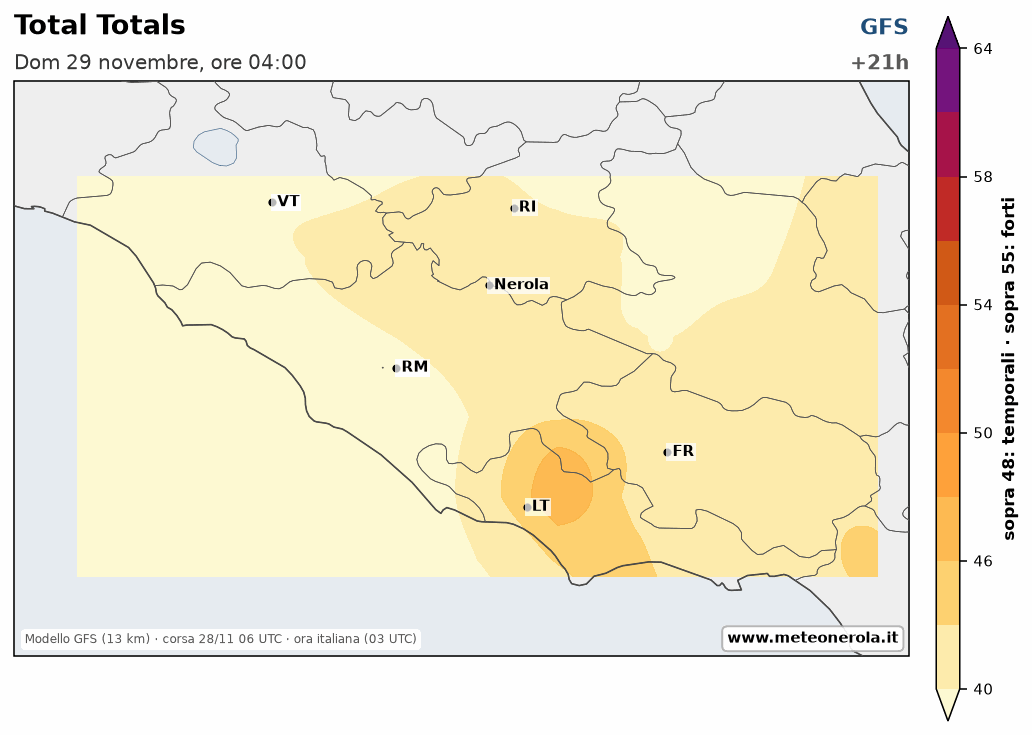 Total Totals
GFS
Dom 29 novembre, ore 04:00
+21h
VT
RI
Nerola
RM
FR
LT
64
58
54
50
46
40
sopra 48: temporali · sopra 55: forti
Modello GFS (13 km) · corsa 28/11 06 UTC · ora italiana (03 UTC)
www.meteonerola.it